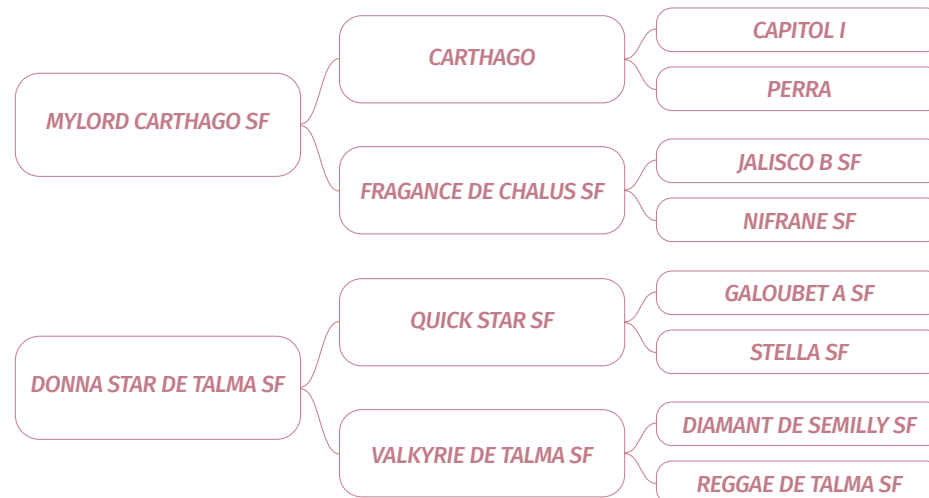 CAPITOL I
CARTHAGO
PERRA
MYLORD CARTHAGO SF
JALISCO B SF
FRAGANCE DE CHALUS SF
NIFRANE SF
GALOUBET A SF
QUICK STAR SF
STELLA SF
DONNA STAR DE TALMA SF
DIAMANT DE SEMILLY SF
VALKYRIE DE TALMA SF
REGGAE DE TALMA SF